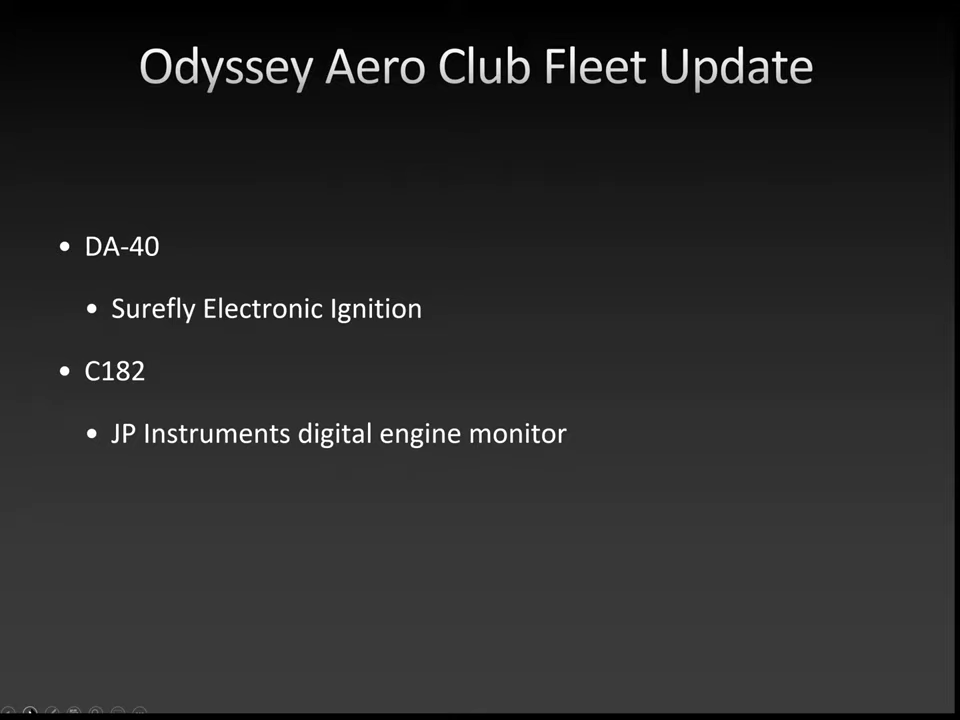 Odyssey Aero Club Fleet Update
• DA-40
• Surefly Electronic Ignition
• C182
• JP Instruments digital engine monitor